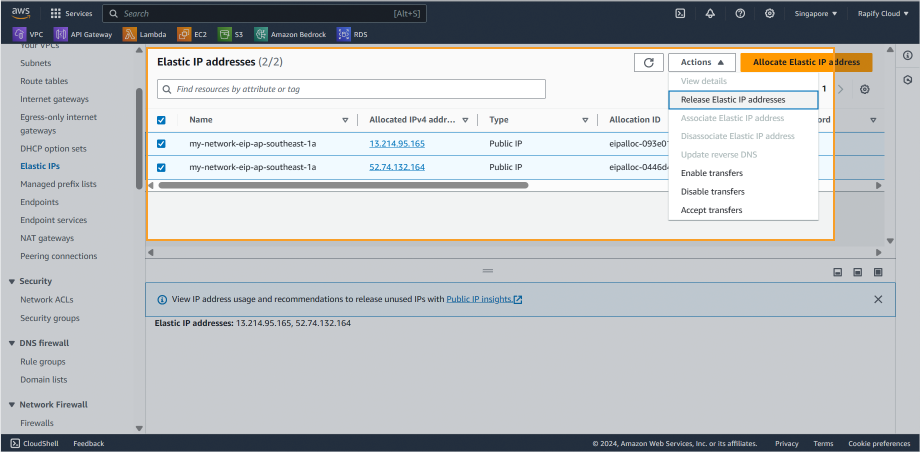 aws Services Search [Alt+S] Singapore Rapify Cloud
VPC API Gateway Lambda EC2 S3 Amazon Bedrock RDS
Your VPCs
Subnets
Route tables
Internet gateways
Egress-only internet
gateways
DHCP option sets
Elastic IPs
Managed prefix lists
Endpoints
Endpoint services
NAT gateways
Peering connections
Security
Network ACLs
Security groups
DNS firewall
Rule groups
Domain lists
Network Firewall
Firewalls
Elastic IP addresses (2/2) Actions Allocate Elastic IP address
Find resources by attribute or tag 1
Name Allocated IPv4 addr... Type Allocation ID
my-network-eip-ap-southeast-1a 13.214.95.165 Public IP
my-network-eip-ap-southeast-1a 52.74.132.164 Public IP
View details
Release Elastic IP addresses
Associate Elastic IP address
Disassociate Elastic IP address
Update reverse DNS
Enable transfers
Disable transfers
Accept transfers
View IP address usage and recommendations to release unused IPs with Public IP insights.
Elastic IP addresses: 13.214.95.165, 52.74.132.164
CloudShell Feedback © 2024, Amazon Web Services, Inc. or its affiliates. Privacy Terms Cookie preferences